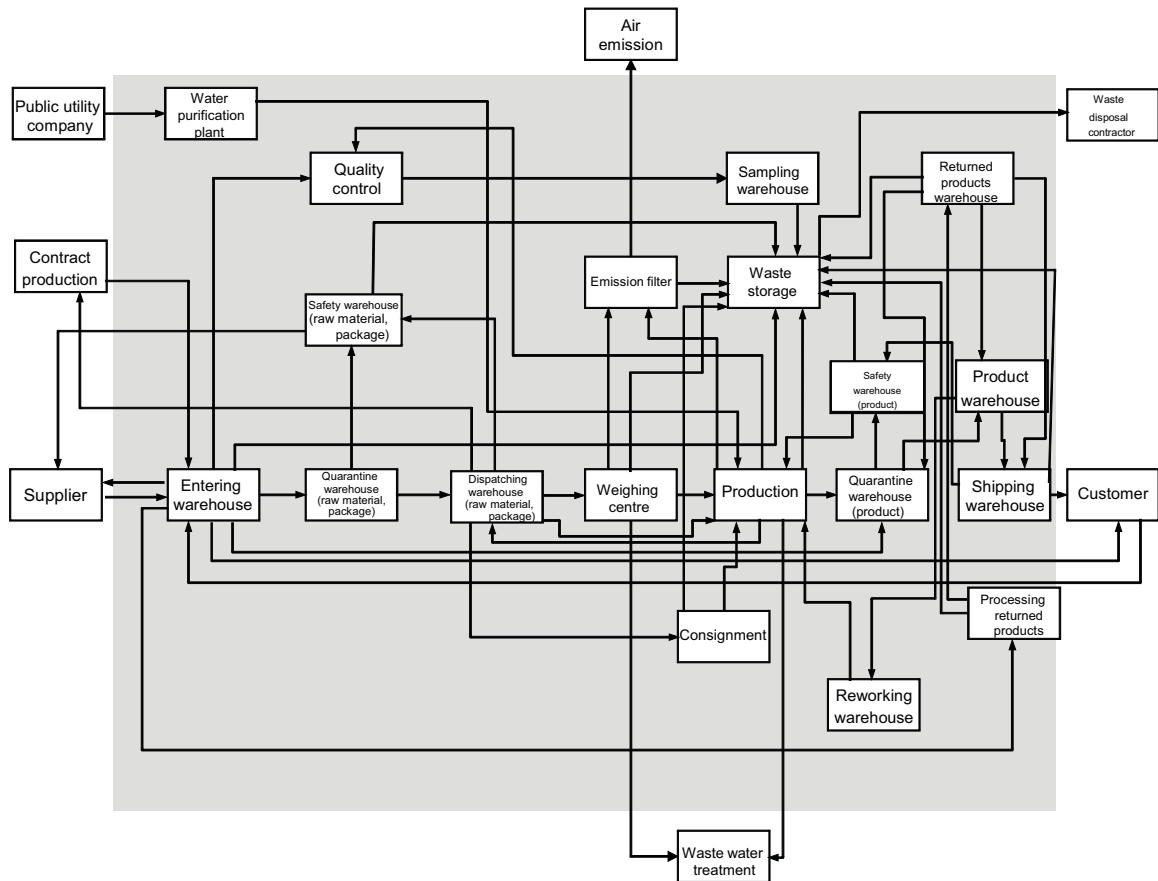 Air
emission
Public utility
company
Water
purification
plant
Waste
disposal
contractor
Quality
control
Sampling
warehouse
Returned
products
warehouse
Contract
production
Emission filter
Waste
storage
Safety warehouse
(raw material,
package)
Safety
warehouse
(product)
Product
warehouse
Supplier
Entering
warehouse
Quarantine
warehouse
(raw material,
package)
Dispatching
warehouse
(raw material,
package)
Weighing
centre
Production
Quarantine
warehouse
(product)
Shipping
warehouse
Customer
Processing
returned
products
Consignment
Reworking
warehouse
Waste water
treatment